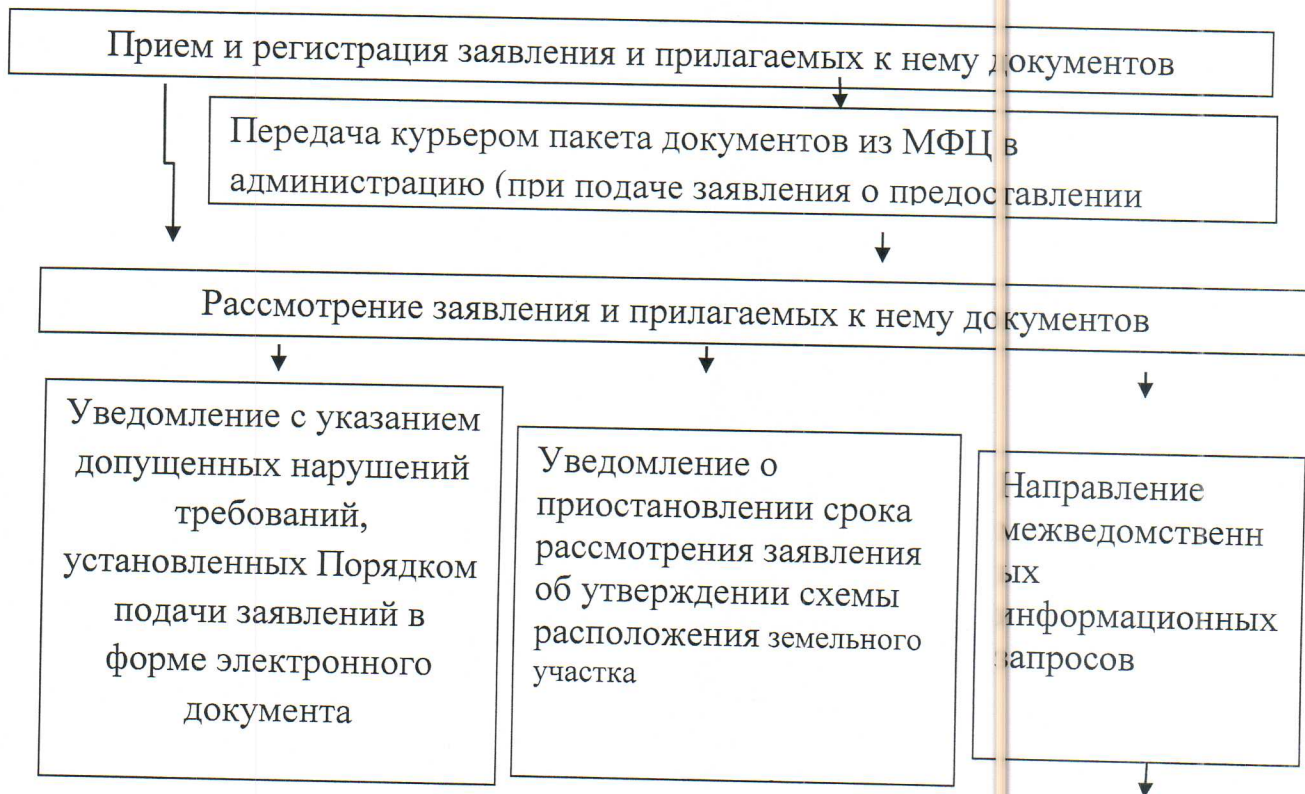 Прием и регистрация заявления и прилагаемых к нему документов
Передача курьером пакета документов из МФЦ в
администрацию (при подаче заявления о предоставлении
Рассмотрение заявления и прилагаемых к нему документов
Уведомление с указанием
допущенных нарушений
требований,
установленных Порядком
подачи заявлений в
форме электронного
документа
Уведомление о
приостановлении срока
рассмотрения заявления
об утверждении схемы
расположения земельного
участка
Направление
межведомственн
ых
информационных
запросов